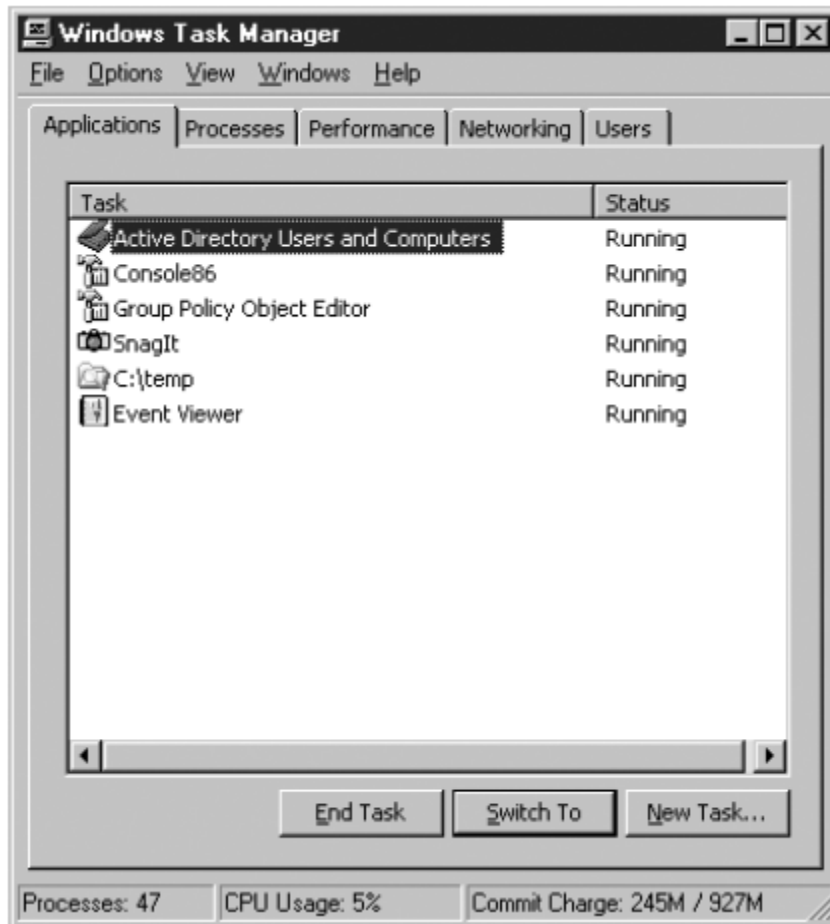 Windows Task Manager
File Options View Windows Help
Applications Processes Performance Networking Users
Task Status
Active Directory Users and Computers Running
Console86 Running
Group Policy Object Editor Running
SnagIt Running
C:\temp Running
Event Viewer Running
End Task Switch To New Task...
Processes: 47 CPU Usage: 5% Commit Charge: 245M / 927M